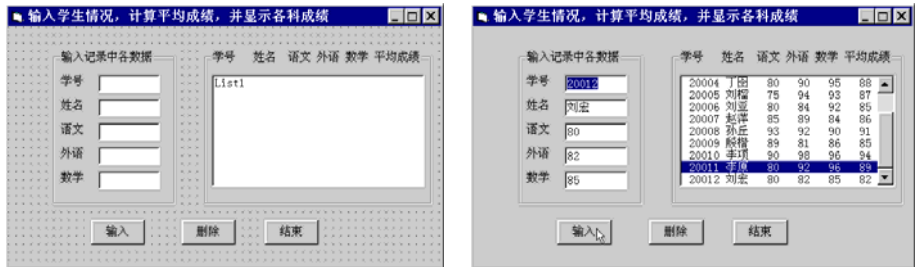 输入学生情况，计算平均成绩，并显示各科成绩
输入记录中各数据
学号
姓名
语文
外语
数学
学号 姓名 语文 外语 数学 平均成绩
List1
输入 删除 结束
输入学生情况，计算平均成绩，并显示各科成绩
输入记录中各数据
学号 20012
姓名 刘宏
语文 80
外语 82
数学 85
学号 姓名 语文 外语 数学 平均成绩
20004 丁图 80 90 95 88
20005 刘榴 75 94 93 87
20006 刘亚 80 84 92 85
20007 赵萍 85 89 84 86
20008 孙丘 93 92 90 91
20009 殷楷 89 81 86 85
20010 李项 90 98 96 94
20011 李原 80 92 96 89
20012 刘宏 80 82 85 82
输入 删除 结束